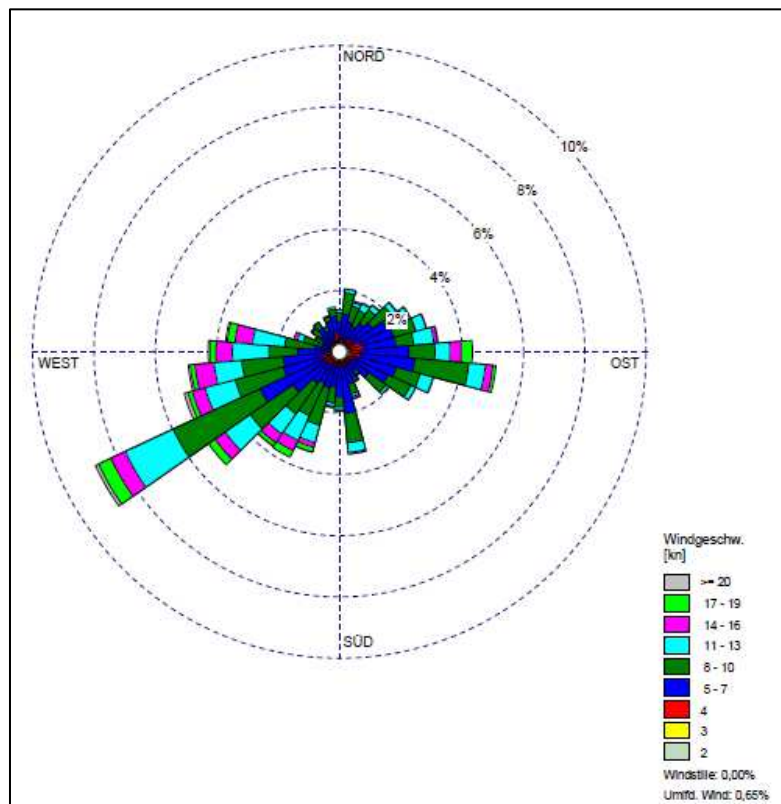 NORD
10%
8%
6%
4%
2%
WEST
OST
SÜD
Windgeschw.
[kn]
>= 20
17 - 19
14 - 16
11 - 13
8 - 10
5 - 7
4
3
2
Windstille: 0,00%
Umlfd. Wind: 0,65%